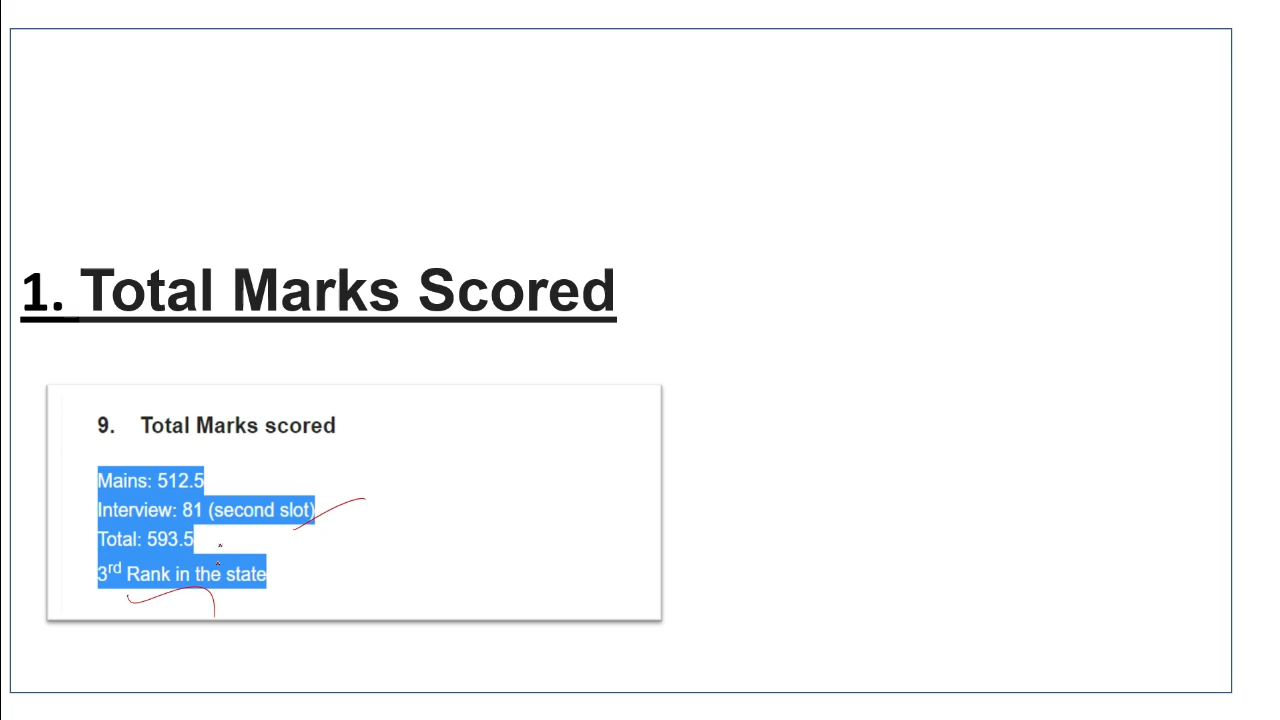 1. Total Marks Scored
9. Total Marks scored
Mains: 512.5
Interview: 81 (second slot)
Total: 593.5
3rd Rank in the state